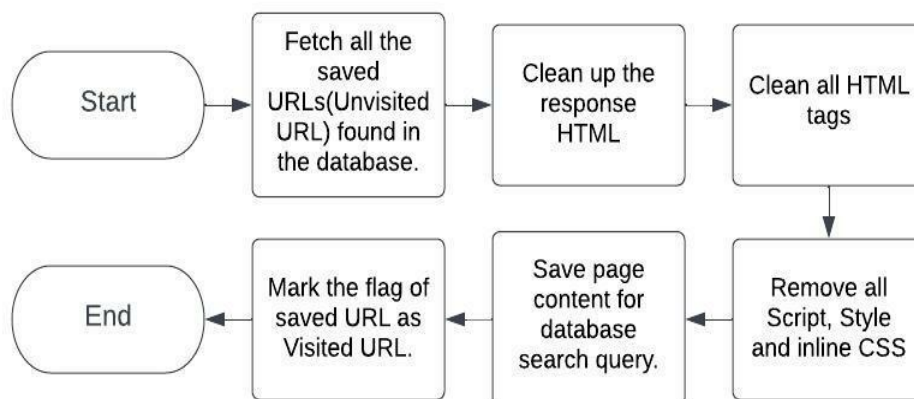 Start
Fetch all the
saved
URLs(Unvisited
URL) found in
the database.
Clean up the
response
HTML
Clean all HTML
tags
Remove all
Script, Style
and inline CSS
Save page
content for
database
search query.
Mark the flag of
saved URL as
Visited URL.
End